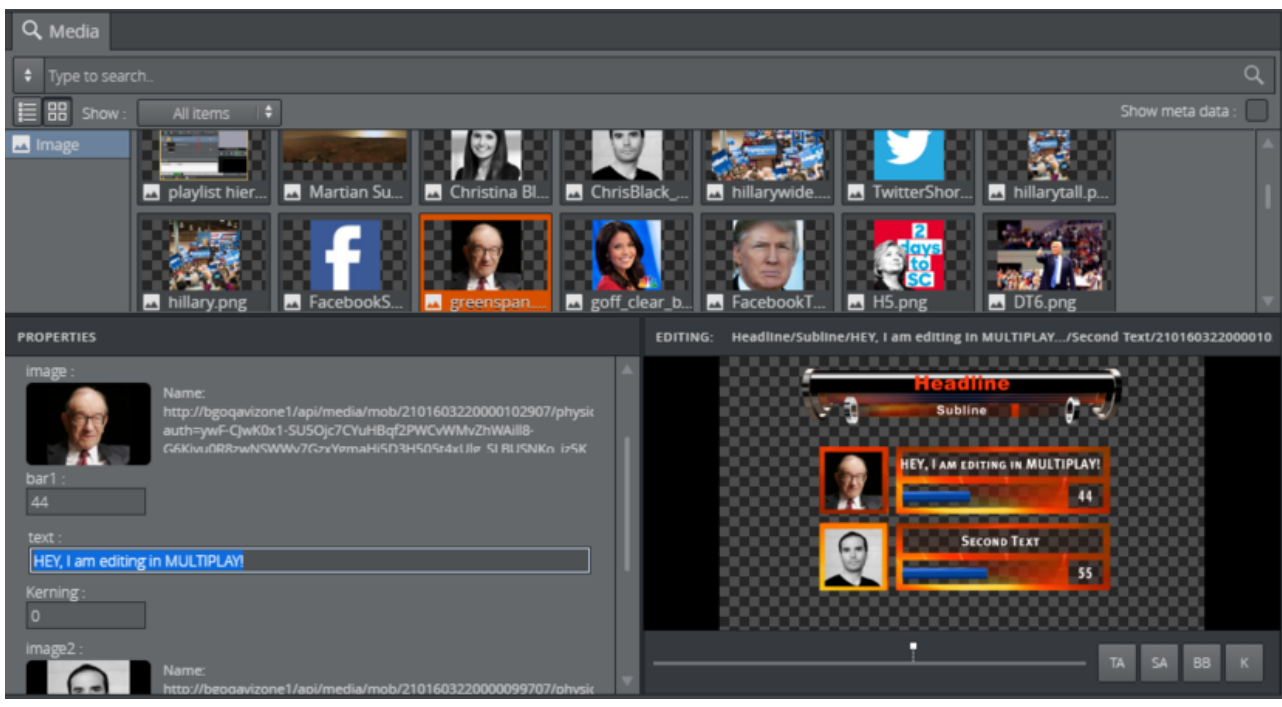 Media
Type to search..
Show :
All items
Show meta data :
Image
playlist hier...
Martian Su...
Christina Bl...
ChrisBlack_...
hillarywide....
TwitterShor...
hillarytall.p...
2
days
to
SC
hillary.png
FacebookS...
greenspan....
goff_clear_b...
FacebookT...
H5.png
DT6.png
PROPERTIES
EDITING: Headline/Subline/HEY, I am editing in MULTIPLAY.../Second Text/210160322000010
image :
Name:
http://bgoqavizone1/api/media/mob/2101603220000102907/physic
auth=ywF-CJwK0x1-SU5Ojc7CYuHBqf2PWCvWMvZhWAill8-
bar1 :
44
text :
HEY, I am editing in MULTIPLAY!
Kerning :
0
image2 :
Name:
http://bgoqavizone1/api/media/mob/2101603220000099707/physic
Headline
Subline
HEY, I AM EDITING IN MULTIPLAY!
44
SECOND TEXT
55
TA
SA
BB
K